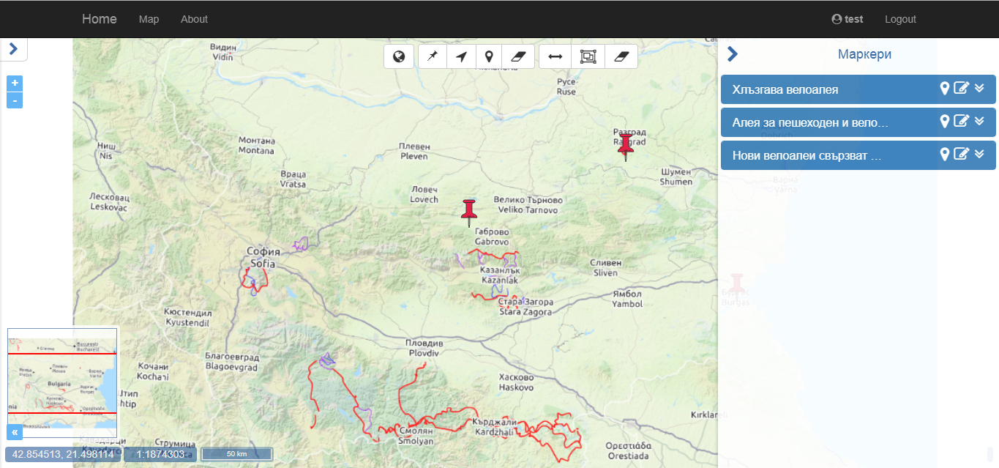 Home Map About test Logout
Маркери
Хлъзгава велоалея
Алея за пешеходен и вело...
Нови велоалеи свързват ...
+
-
Видин
Vidin
Русе
Ruse
Разград
Razgrad
Монтана
Montana
Ниш
Nis
Плевен
Pleven
Враца
Vratsa
Шумен
Shumen
Варна
Varna
Лесковац
Leskovac
Ловеч
Lovech
Велико Търново
Veliko Tarnovo
Габрово
Gabrovo
София
Sofia
Казанлък
Kazanlak
Сливен
Sliven
Бургас
Burgas
Ямбол
Yambol
Стара Загора
Stara Zagora
Кюстендил
Kyustendil
Пловдив
Plovdiv
Благоевград
Blagoevgrad
Кочани
Kochani
Хасково
Haskovo
Кърджали
Kardzhali
Смолян
Smolyan
Kırklar
Ορεστιάδα
Orestiada
Струмица
Bulgaria
«
42.854513, 21.498114 1:1874303 50 km